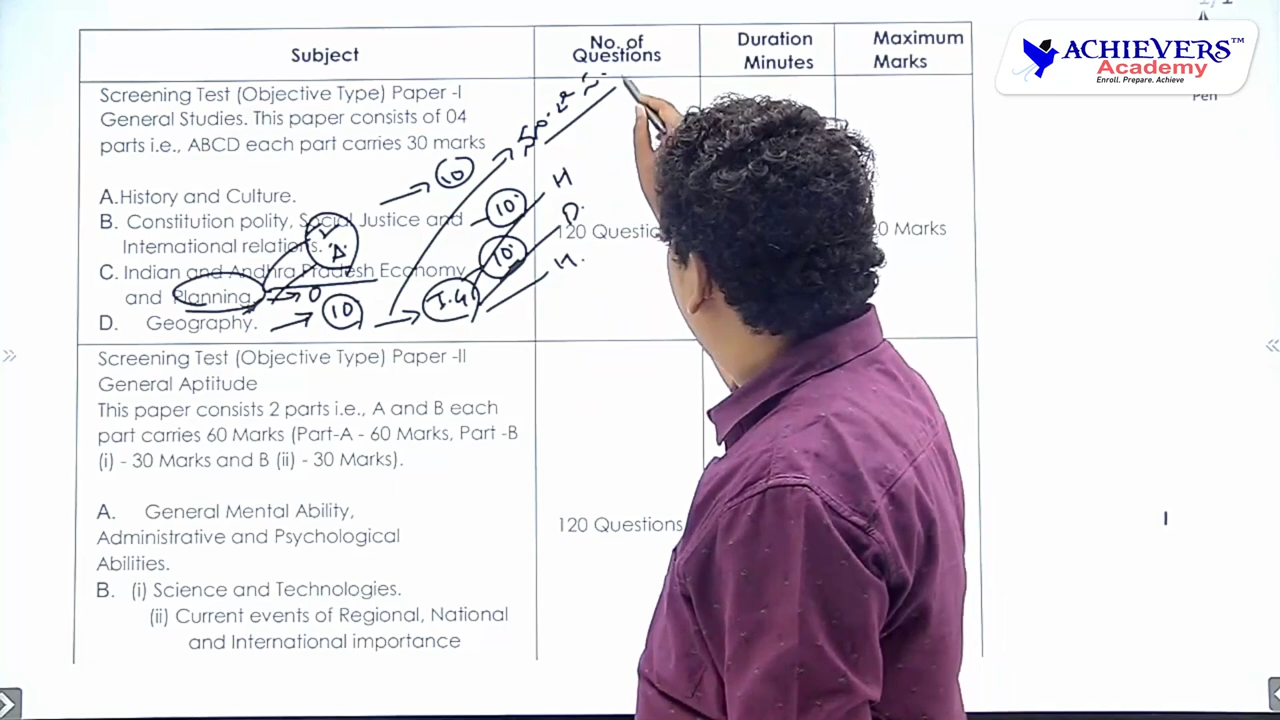 Subject
No. of
Questions
Duration
Minutes
Maximum
Marks
ACHIEVERS™
Academy
Enroll. Prepare. Achieve
Pen
Screening Test (Objective Type) Paper -I
General Studies. This paper consists of 04
parts i.e., ABCD each part carries 30 marks
A.History and Culture.
B. Constitution polity, Social Justice and
International relations.
C. Indian and Andhra Pradesh Economy
and Planning.
D. Geography.
120 Questio
0 Marks
10
10.
10.
10
I.G
H
D.
H.
Screening Test (Objective Type) Paper -II
General Aptitude
This paper consists 2 parts i.e., A and B each
part carries 60 Marks (Part-A - 60 Marks, Part -B
(i) - 30 Marks and B (ii) - 30 Marks).
A. General Mental Ability,
Administrative and Psychological
Abilities.
B. (i) Science and Technologies.
(ii) Current events of Regional, National
and International importance
120 Questions